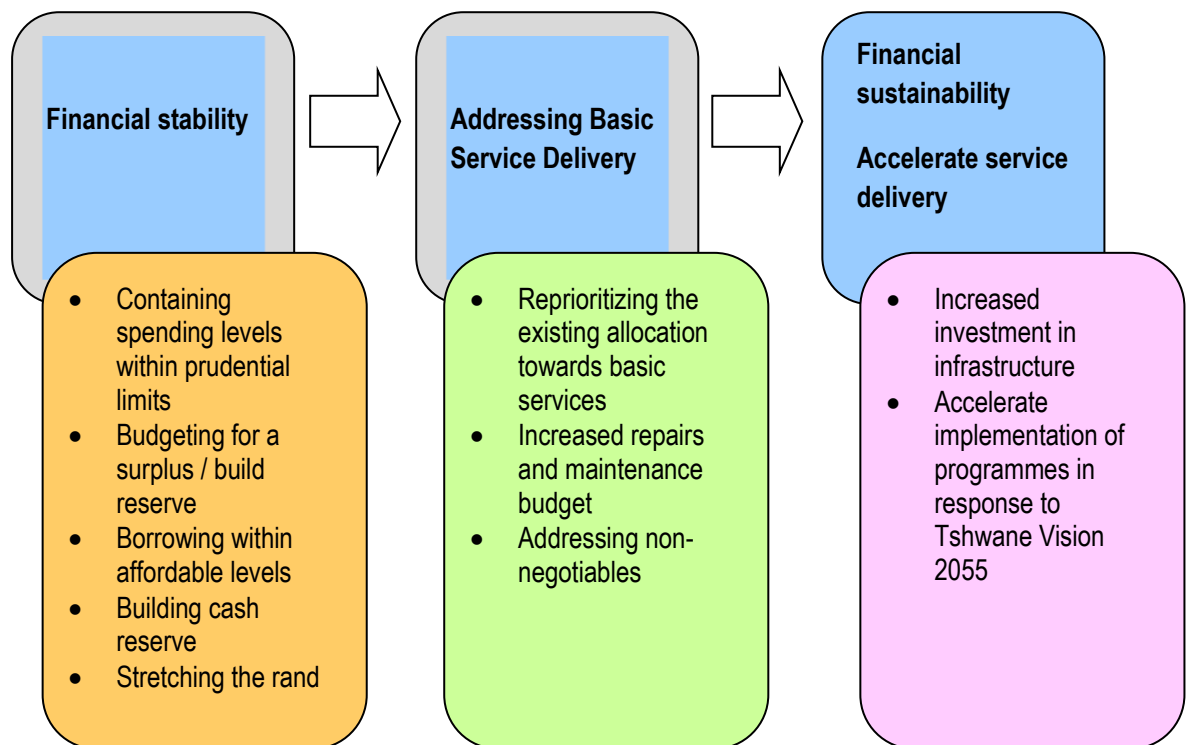 Financial stability
• Containing
spending levels
within prudential
limits
• Budgeting for a
surplus / build
reserve
• Borrowing within
affordable levels
• Building cash
reserve
• Stretching the rand
Addressing Basic
Service Delivery
• Reprioritizing the
existing allocation
towards basic
services
• Increased repairs
and maintenance
budget
• Addressing non-
negotiables
Financial
sustainability
Accelerate service
delivery
• Increased
investment in
infrastructure
• Accelerate
implementation of
programmes in
response to
Tshwane Vision
2055